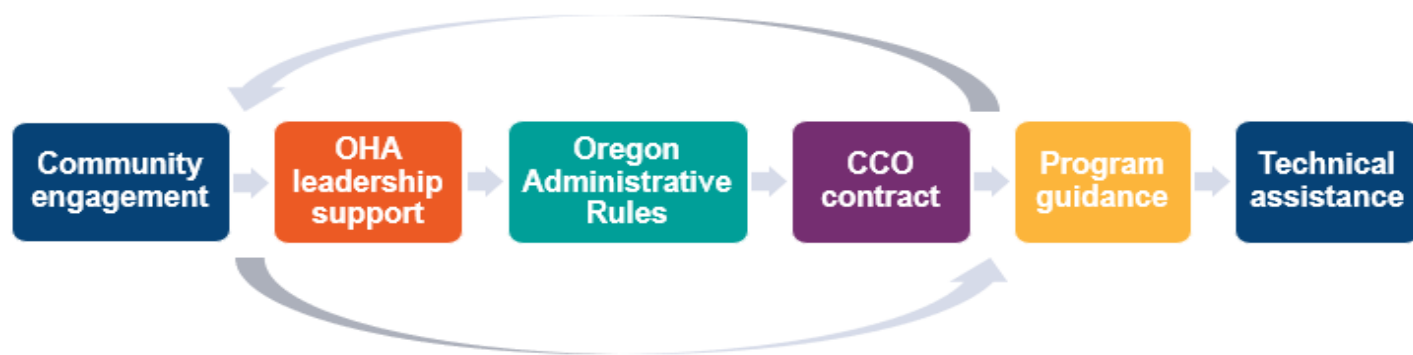 Community
engagement
OHA
leadership
support
Oregon
Administrative
Rules
CCO
contract
Program
guidance
Technical
assistance